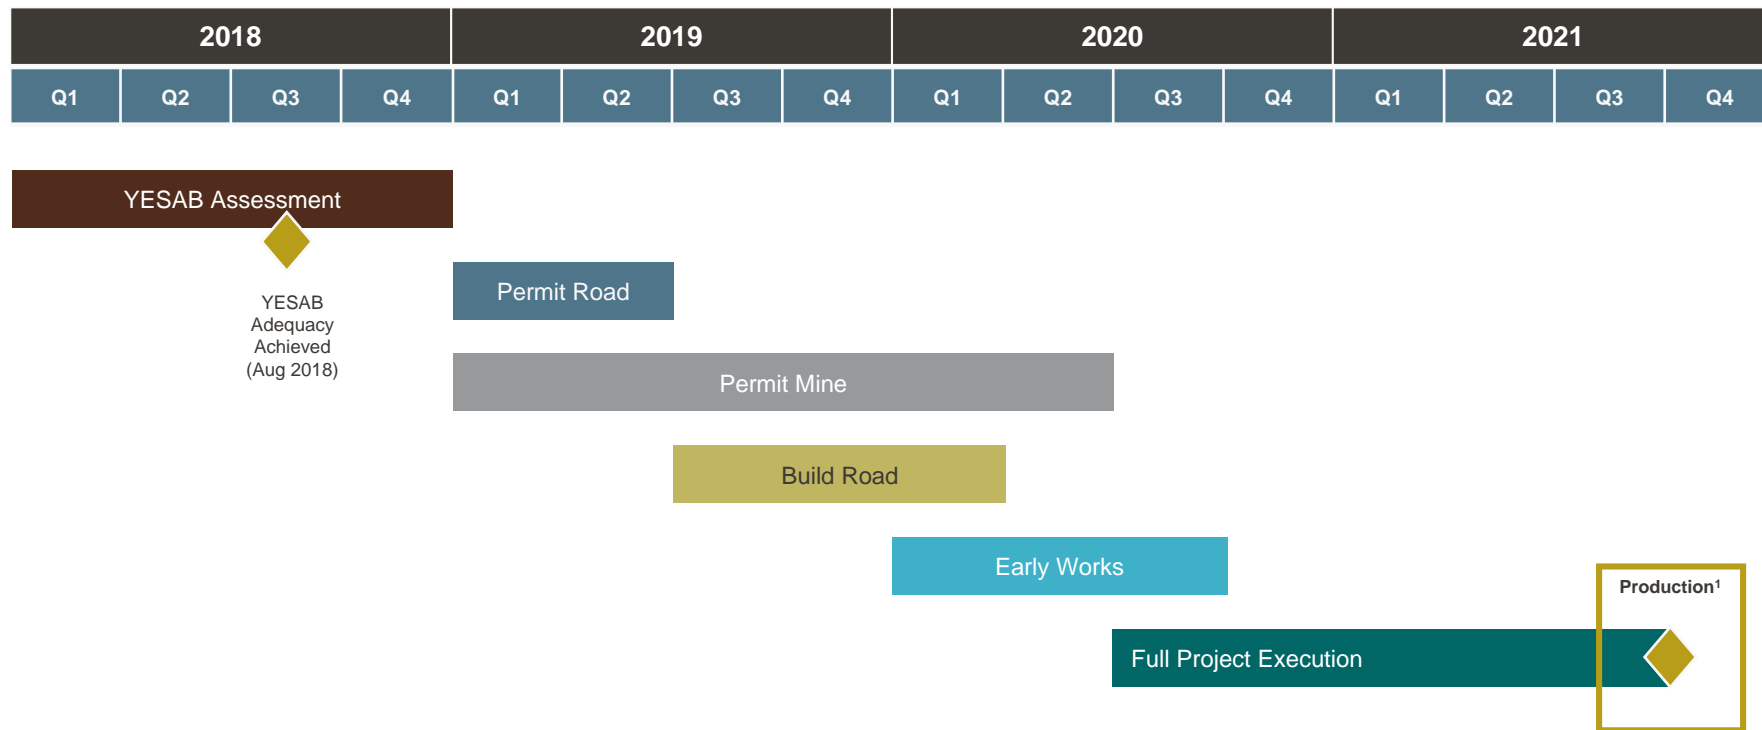 2018 2019 2020 2021
Q1 Q2 Q3 Q4 Q1 Q2 Q3 Q4 Q1 Q2 Q3 Q4 Q1 Q2 Q3 Q4
YESAB Assessment
YESAB
Adequacy
Achieved
(Aug 2018)
Permit Road
Permit Mine
Build Road
Early Works
Production¹
Full Project Execution